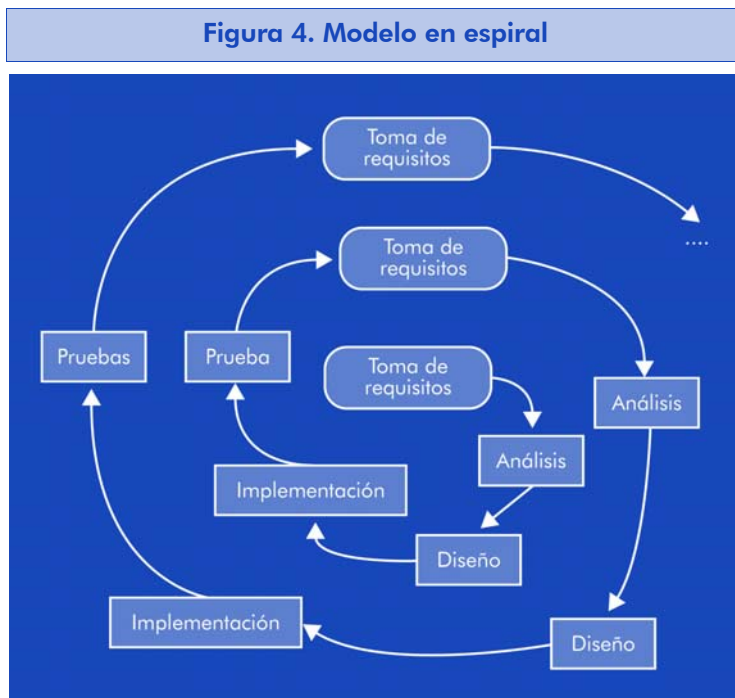 Figura 4. Modelo en espiral
Toma de
requisitos
....
Toma de
requisitos
Pruebas
Prueba
Toma de
requisitos
Análisis
Análisis
Implementación
Diseño
Implementación
Diseño